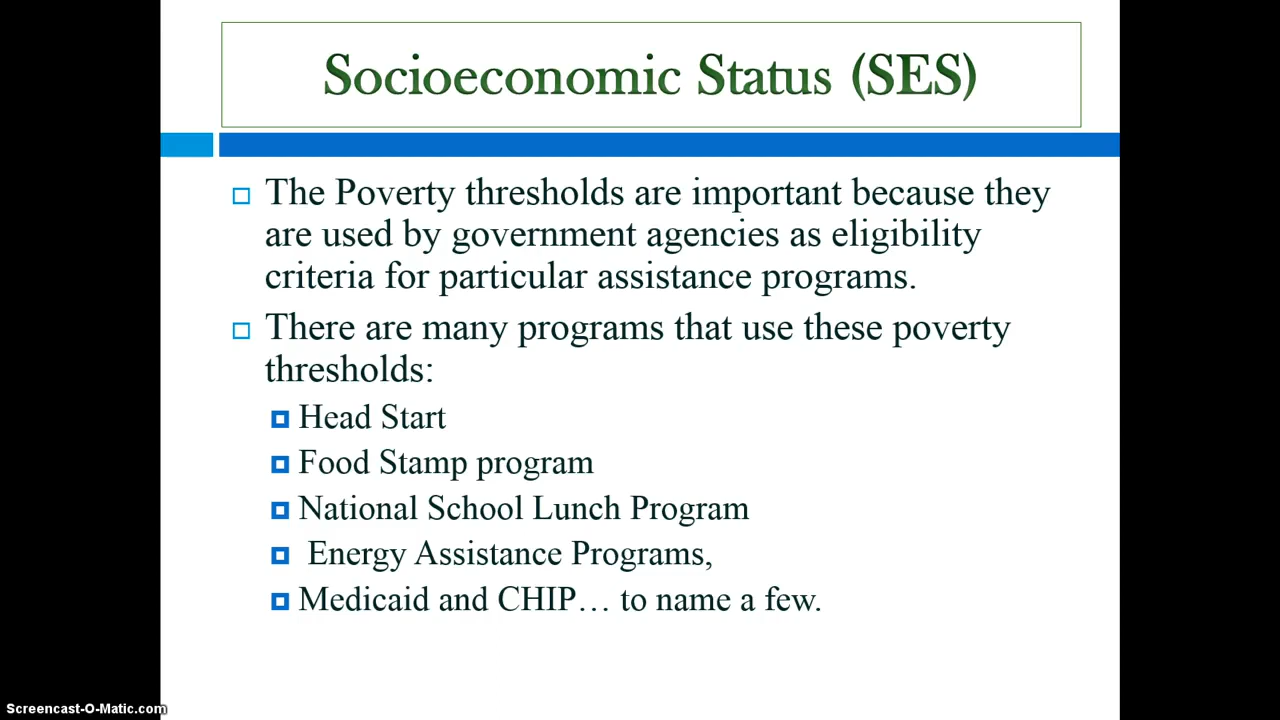 Socioeconomic Status (SES)
The Poverty thresholds are important because they
are used by government agencies as eligibility
criteria for particular assistance programs.
There are many programs that use these poverty
thresholds:
Head Start
Food Stamp program
National School Lunch Program
Energy Assistance Programs,
Medicaid and CHIP… to name a few.
Screencast-O-Matic.com